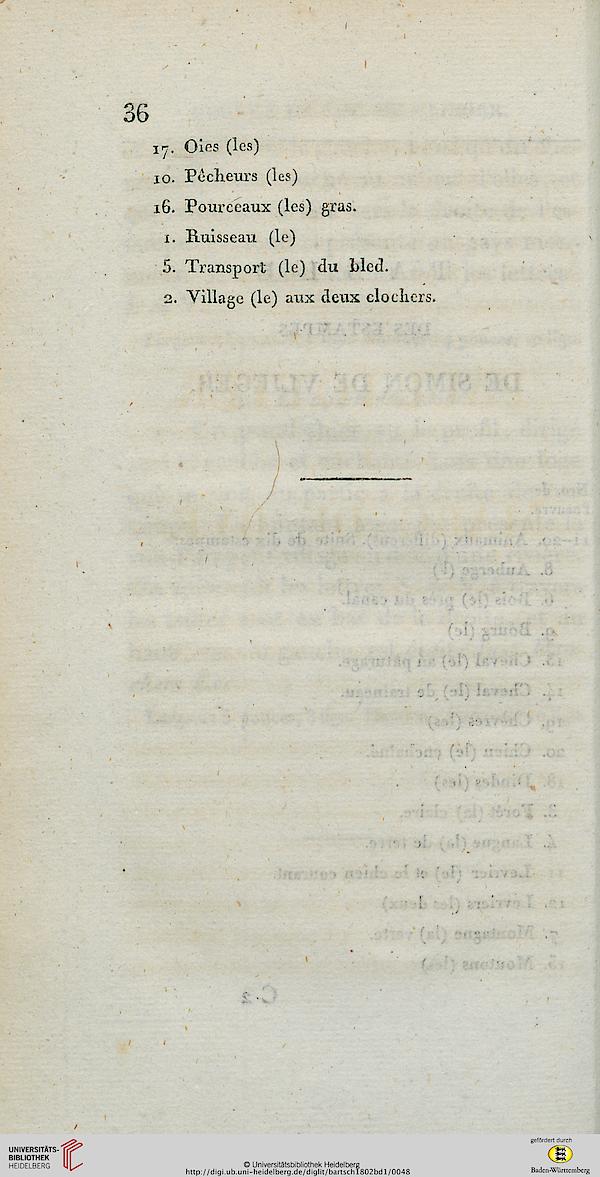 36
17. Oies (les)
10. Pêcheurs (les)
16. Pourceaux (les) gras.
1. Ruisseau (le)
5. Transport (le) du bled.
2. Village (le) aux deux clochers.
UNIVERSITÄTS-
BIBLIOTHEK
HEIDELBERG
© Universitätsbibliothek Heidelberg
http://digi.ub.uni-heidelberg.de/diglit/bartsch1802bd1/0048
gefördert durch
Baden-Württemberg